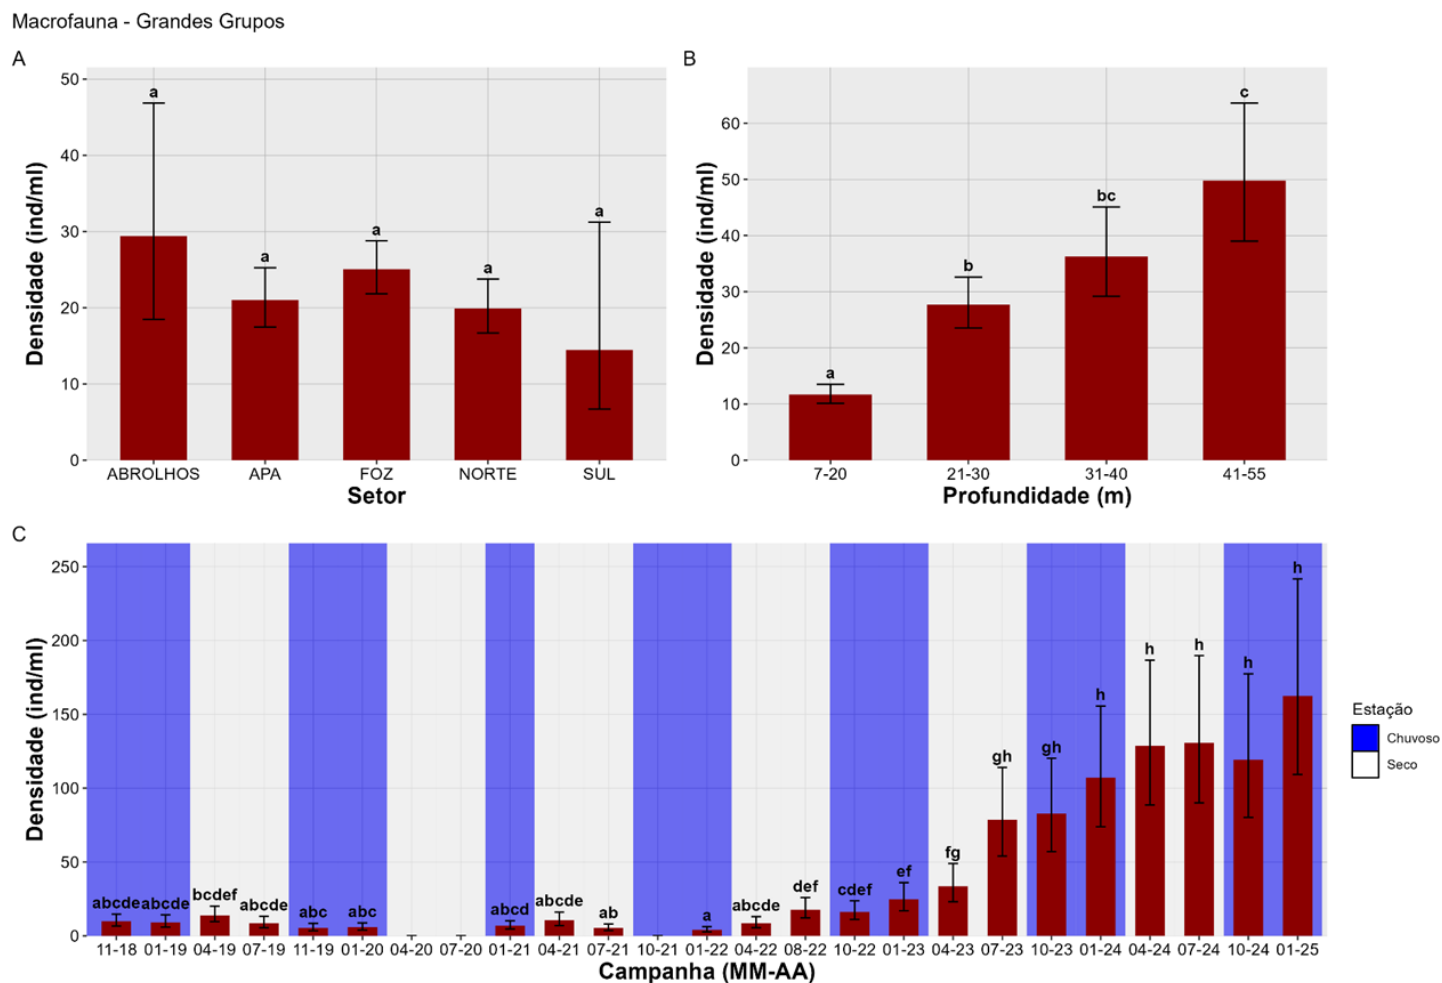 Macrofauna - Grandes Grupos
A
Densidade (ind/ml)
50
40
30
20
10
0
a
a
a
a
a
ABROLHOS APA FOZ NORTE SUL
Setor
B
Densidade (ind/ml)
60
50
40
30
20
10
0
a
b
bc
c
7-20 21-30 31-40 41-55
Profundidade (m)
C
Densidade (ind/ml)
250
200
150
100
50
0
abcde abcde bcdef abcde abc abc abcd abcde ab a abcde def cdef ef fg gh gh h h h h h
11-18 01-19 04-19 07-19 11-19 01-20 04-20 07-20 01-21 04-21 07-21 10-21 01-22 04-22 08-22 10-22 01-23 04-23 07-23 10-23 01-24 04-24 07-24 10-24 01-25
Campanha (MM-AA)
Estação
Chuvoso
Seco